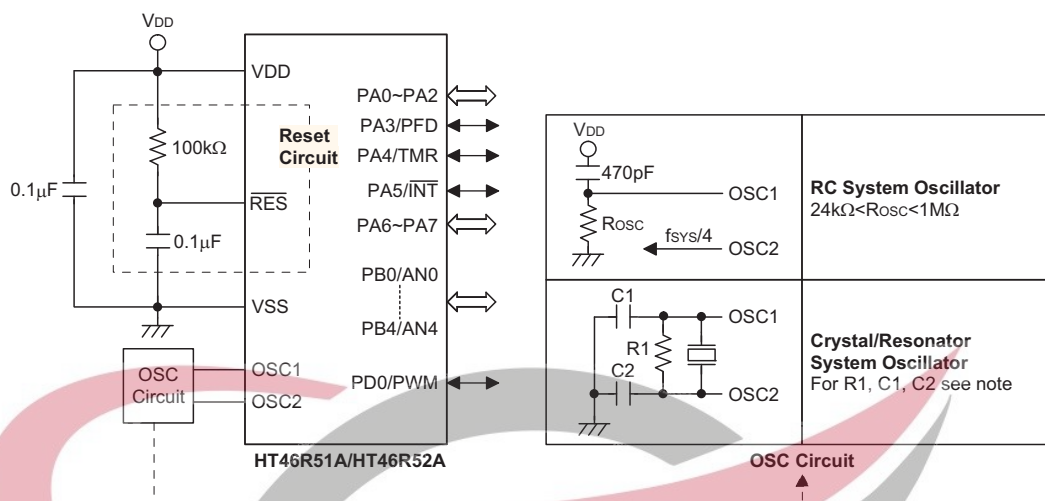 VDD
VDD
Reset
Circuit
100kΩ
0.1μF
RES
0.1μF
VSS
OSC
Circuit
OSC1
OSC2
PA0~PA2
PA3/PFD
PA4/TMR
PA5/INT
PA6~PA7
PB0/AN0
PB4/AN4
PD0/PWM
HT46R51A/HT46R52A
VDD
470pF
OSC1
ROSC
fSYS/4
OSC2
RC System Oscillator
24kΩ<ROSC<1MΩ
C1
OSC1
R1
C2
OSC2
Crystal/Resonator
System Oscillator
For R1, C1, C2 see note
OSC Circuit